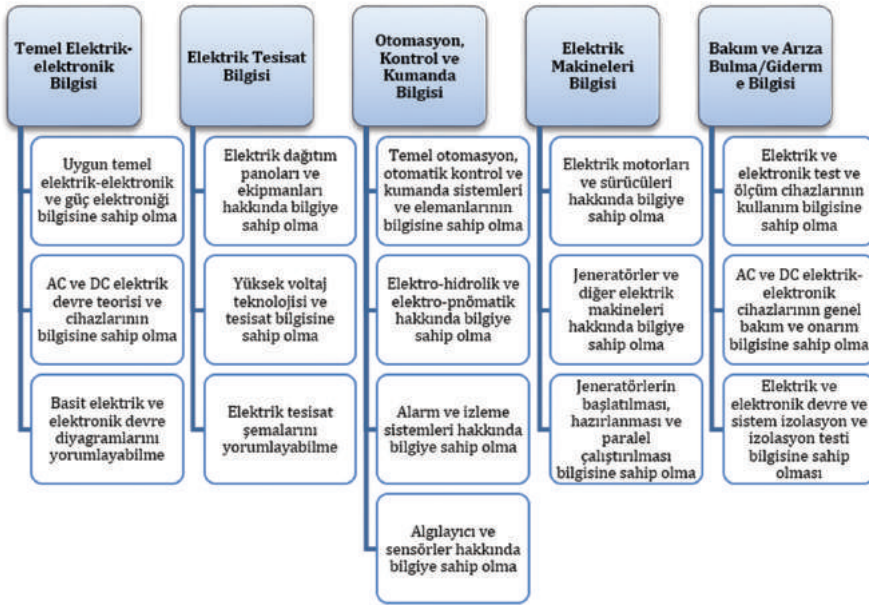 Temel Elektrik-
elektronik
Bilgisi
Uygun temel
elektrik-elektronik
ve güç elektroniği
bilgisine sahip olma
AC ve DC elektrik
devre teorisi ve
cihazlarının
bilgisine sahip olma
Basit elektrik ve
elektronik devre
diyagramlarını
yorumlayabilme
Elektrik Tesisat
Bilgisi
Elektrik dağıtım
panoları ve
ekipmanları
hakkında bilgiye
sahip olma
Yüksek voltaj
teknolojisi ve
tesisat bilgisine
sahip olma
Elektrik tesisat
şemalarını
yorumlayabilme
Otomasyon,
Kontrol ve
Kumanda
Bilgisi
Temel otomasyon,
otomatik kontrol ve
kumanda sistemleri
ve elemanlarının
bilgisine sahip olma
Elektro-hidrolik ve
elektro-pnömatik
hakkında bilgiye
sahip olma
Alarm ve izleme
sistemleri hakkında
bilgiye sahip olma
Algılayıcı ve
sensörler hakkında
bilgiye sahip olma
Elektrik
Makineleri
Bilgisi
Elektrik motorları
ve sürücüleri
hakkında bilgiye
sahip olma
Jeneratörler ve
diğer elektrik
makineleri
hakkında bilgiye
sahip olma
Jeneratörlerin
başlatılması,
hazırlanması ve
paralel
çalıştırılması
bilgisine sahip olma
Bakım ve Arıza
Bulma/Giderm
e Bilgisi
Elektrik ve
elektronik test ve
ölçüm cihazlarının
kullanım bilgisine
sahip olma
AC ve DC elektrik-
elektronik
cihazlarının genel
bakım ve onarım
bilgisine sahip olma
Elektrik ve
elektronik devre ve
sistem izolasyon ve
izolasyon testi
bilgisine sahip
olması